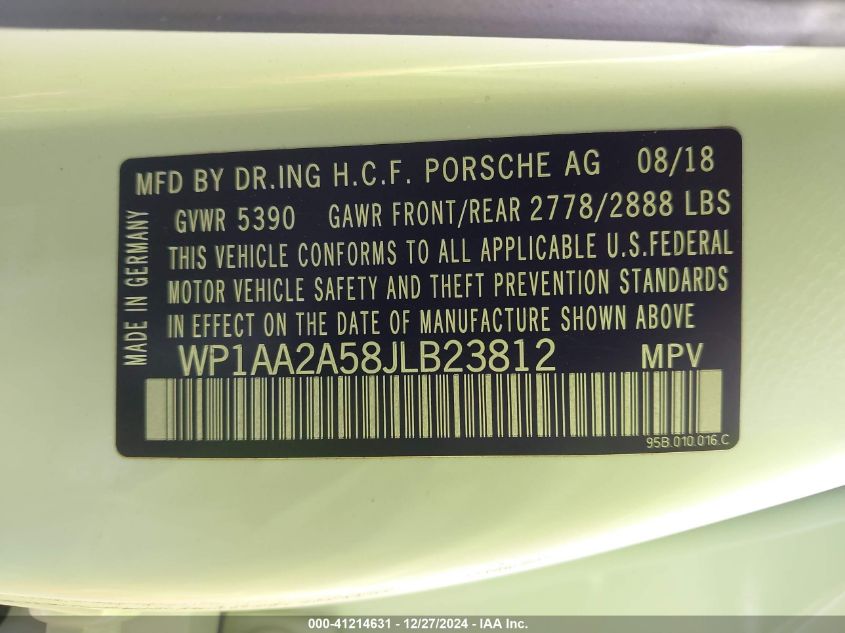 MFD BY DR.ING H.C.F. PORSCHE AG 08/18
GVWR 5390 GAWR FRONT/REAR 2778/2888 LBS
THIS VEHICLE CONFORMS TO ALL APPLICABLE U.S.FEDERAL
MOTOR VEHICLE SAFETY AND THEFT PREVENTION STANDARDS
IN EFFECT ON THE DATE OF MANUFACTURE SHOWN ABOVE
WP1AA2A58JLB23812 MPV
95B.010.016.C
MADE IN GERMANY
000-41214631 - 12/27/2024 - IAA Inc.